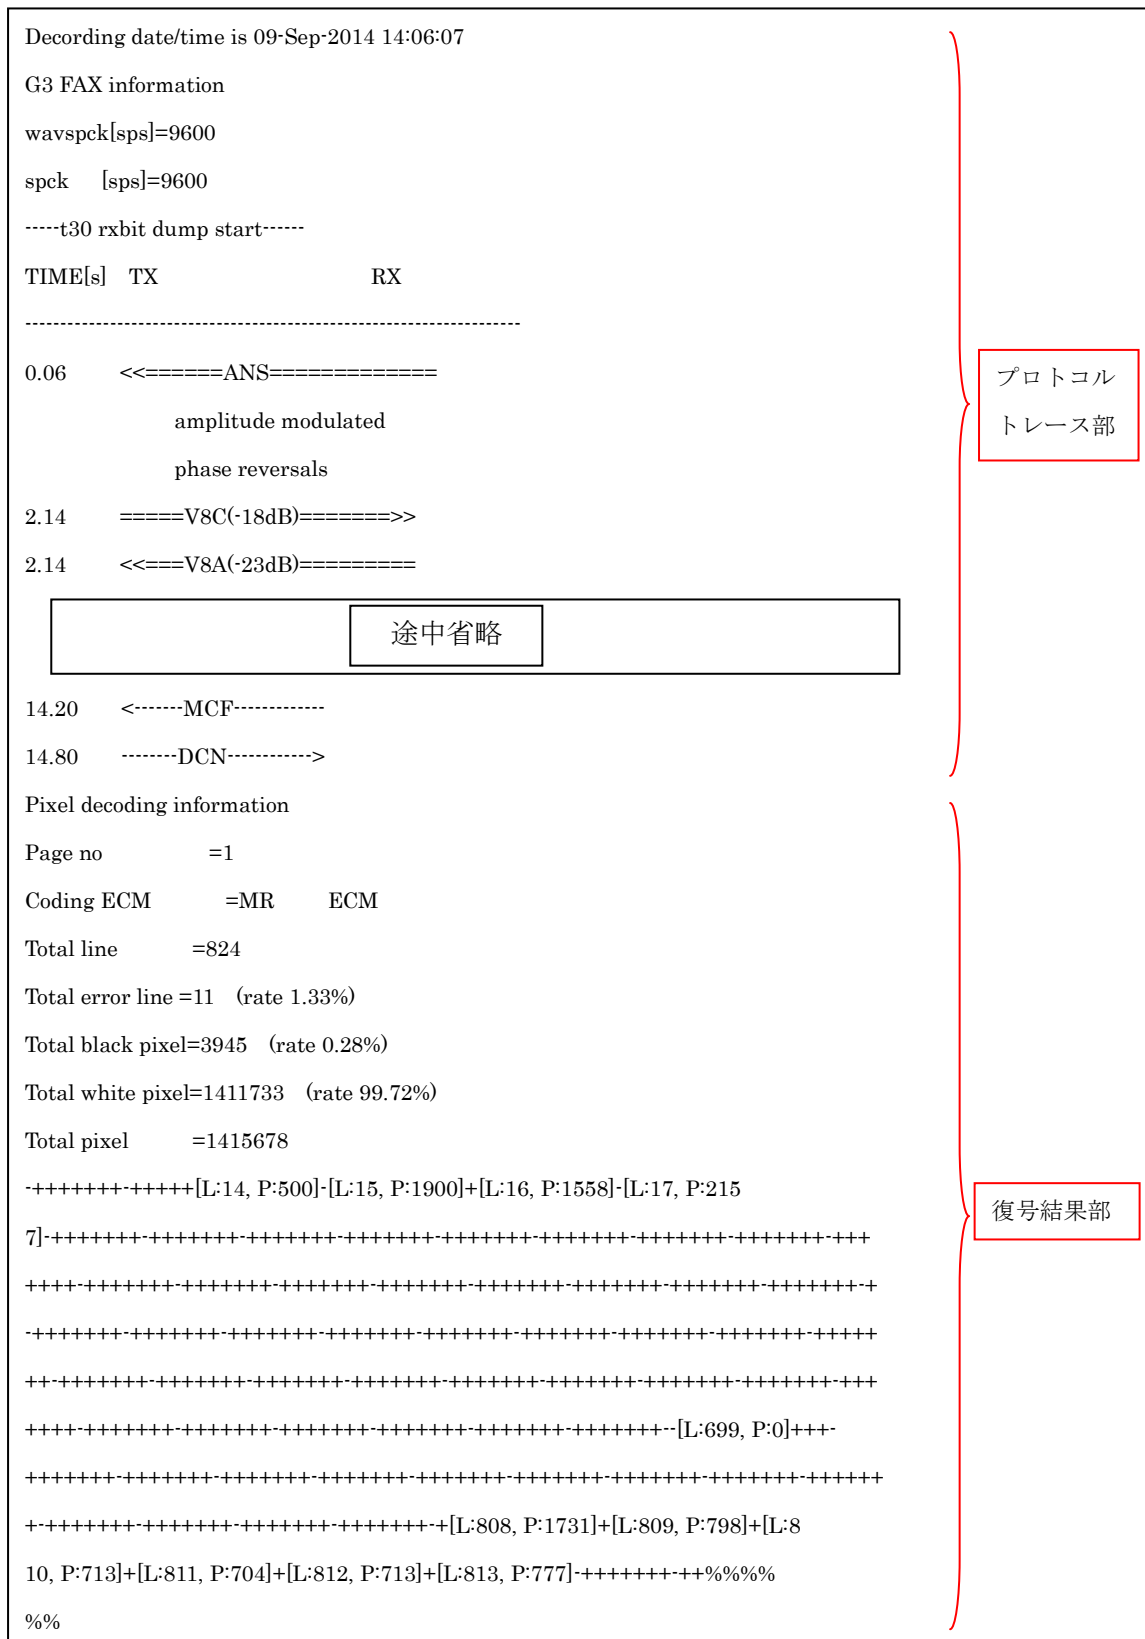 Decording date/time is 09-Sep-2014 14:06:07
G3 FAX information
wavspck[sps]=9600
spck [sps]=9600
-----t30 rxbit dump start------
TIME[s] TX RX
----------------------------------------------------------------------
0.06 <<======ANS=============
amplitude modulated
phase reversals
プロトコル
トレース部
2.14 =====V8C(-18dB)=======>>
2.14 <<===V8A(-23dB)=========
途中省略
14.20 <-------MCF-------------
14.80 --------DCN------------>
Pixel decoding information
Page no =1
Coding ECM =MR ECM
Total line =824
Total error line =11 (rate 1.33%)
Total black pixel=3945 (rate 0.28%)
Total white pixel=1411733 (rate 99.72%)
Total pixel =1415678
-+++++++-+++++[L:14, P:500]-[L:15, P:1900]+[L:16, P:1558]-[L:17, P:215
復号結果部
7]-+++++++-+++++++-+++++++-+++++++-+++++++-+++++++-+++++++-+++++++-+++
++++-+++++++-+++++++-+++++++-+++++++-+++++++-+++++++-+++++++-+++++++-+
-+++++++-+++++++-+++++++-+++++++-+++++++-+++++++-+++++++-+++++++-+++++
++-+++++++-+++++++-+++++++-+++++++-+++++++-+++++++-+++++++-+++++++-+++
++++-+++++++-+++++++-+++++++-+++++++-+++++++-+++++++--[L:699, P:0]+++-
+++++++-+++++++-+++++++-+++++++-+++++++-+++++++-+++++++-+++++++-++++++
+-+++++++-+++++++-+++++++-+++++++-+[L:808, P:1731]+[L:809, P:798]+[L:8
10, P:713]+[L:811, P:704]+[L:812, P:713]+[L:813, P:777]-+++++++-++%%%%
%%